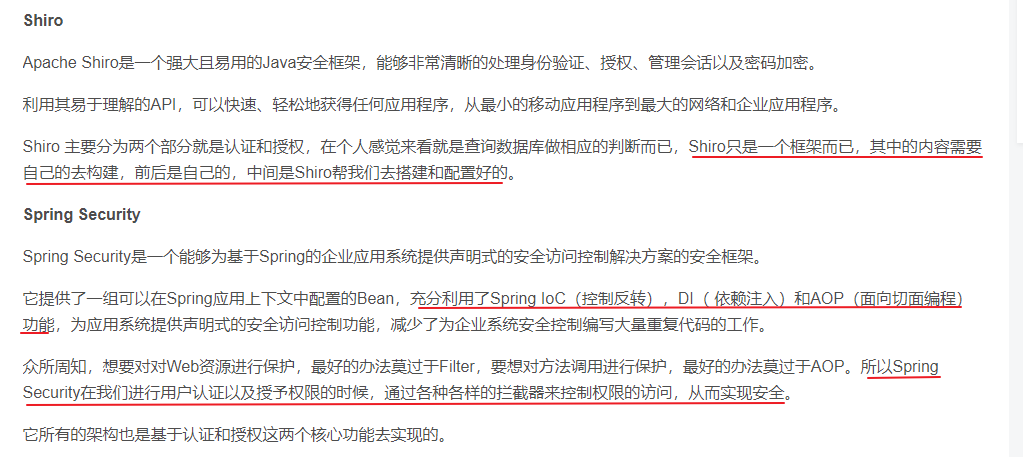 Shiro
Apache Shiro是一个强大且易用的Java安全框架，能够非常清晰的处理身份验证、授权、管理会话以及密码加密。
利用其易于理解的API，可以快速、轻松地获得任何应用程序，从最小的移动应用程序到最大的网络和企业应用程序。
Shiro 主要分为两个部分就是认证和授权，在个人感觉来看就是查询数据库做相应的判断而已，Shiro只是一个框架而已，其中的内容需要
自己的去构建，前后是自己的，中间是Shiro帮我们去搭建和配置好的。
Spring Security
Spring Security是一个能够为基于Spring的企业应用系统提供声明式的安全访问控制解决方案的安全框架。
它提供了一组可以在Spring应用上下文中配置的Bean，充分利用了Spring IoC（控制反转），DI（ 依赖注入）和AOP（面向切面编程）
功能，为应用系统提供声明式的安全访问控制功能，减少了为企业系统安全控制编写大量重复代码的工作。
众所周知，想要对对Web资源进行保护，最好的办法莫过于Filter，要想对方法调用进行保护，最好的办法莫过于AOP。所以Spring
Security在我们进行用户认证以及授予权限的时候，通过各种各样的拦截器来控制权限的访问，从而实现安全。
它所有的架构也是基于认证和授权这两个核心功能去实现的。